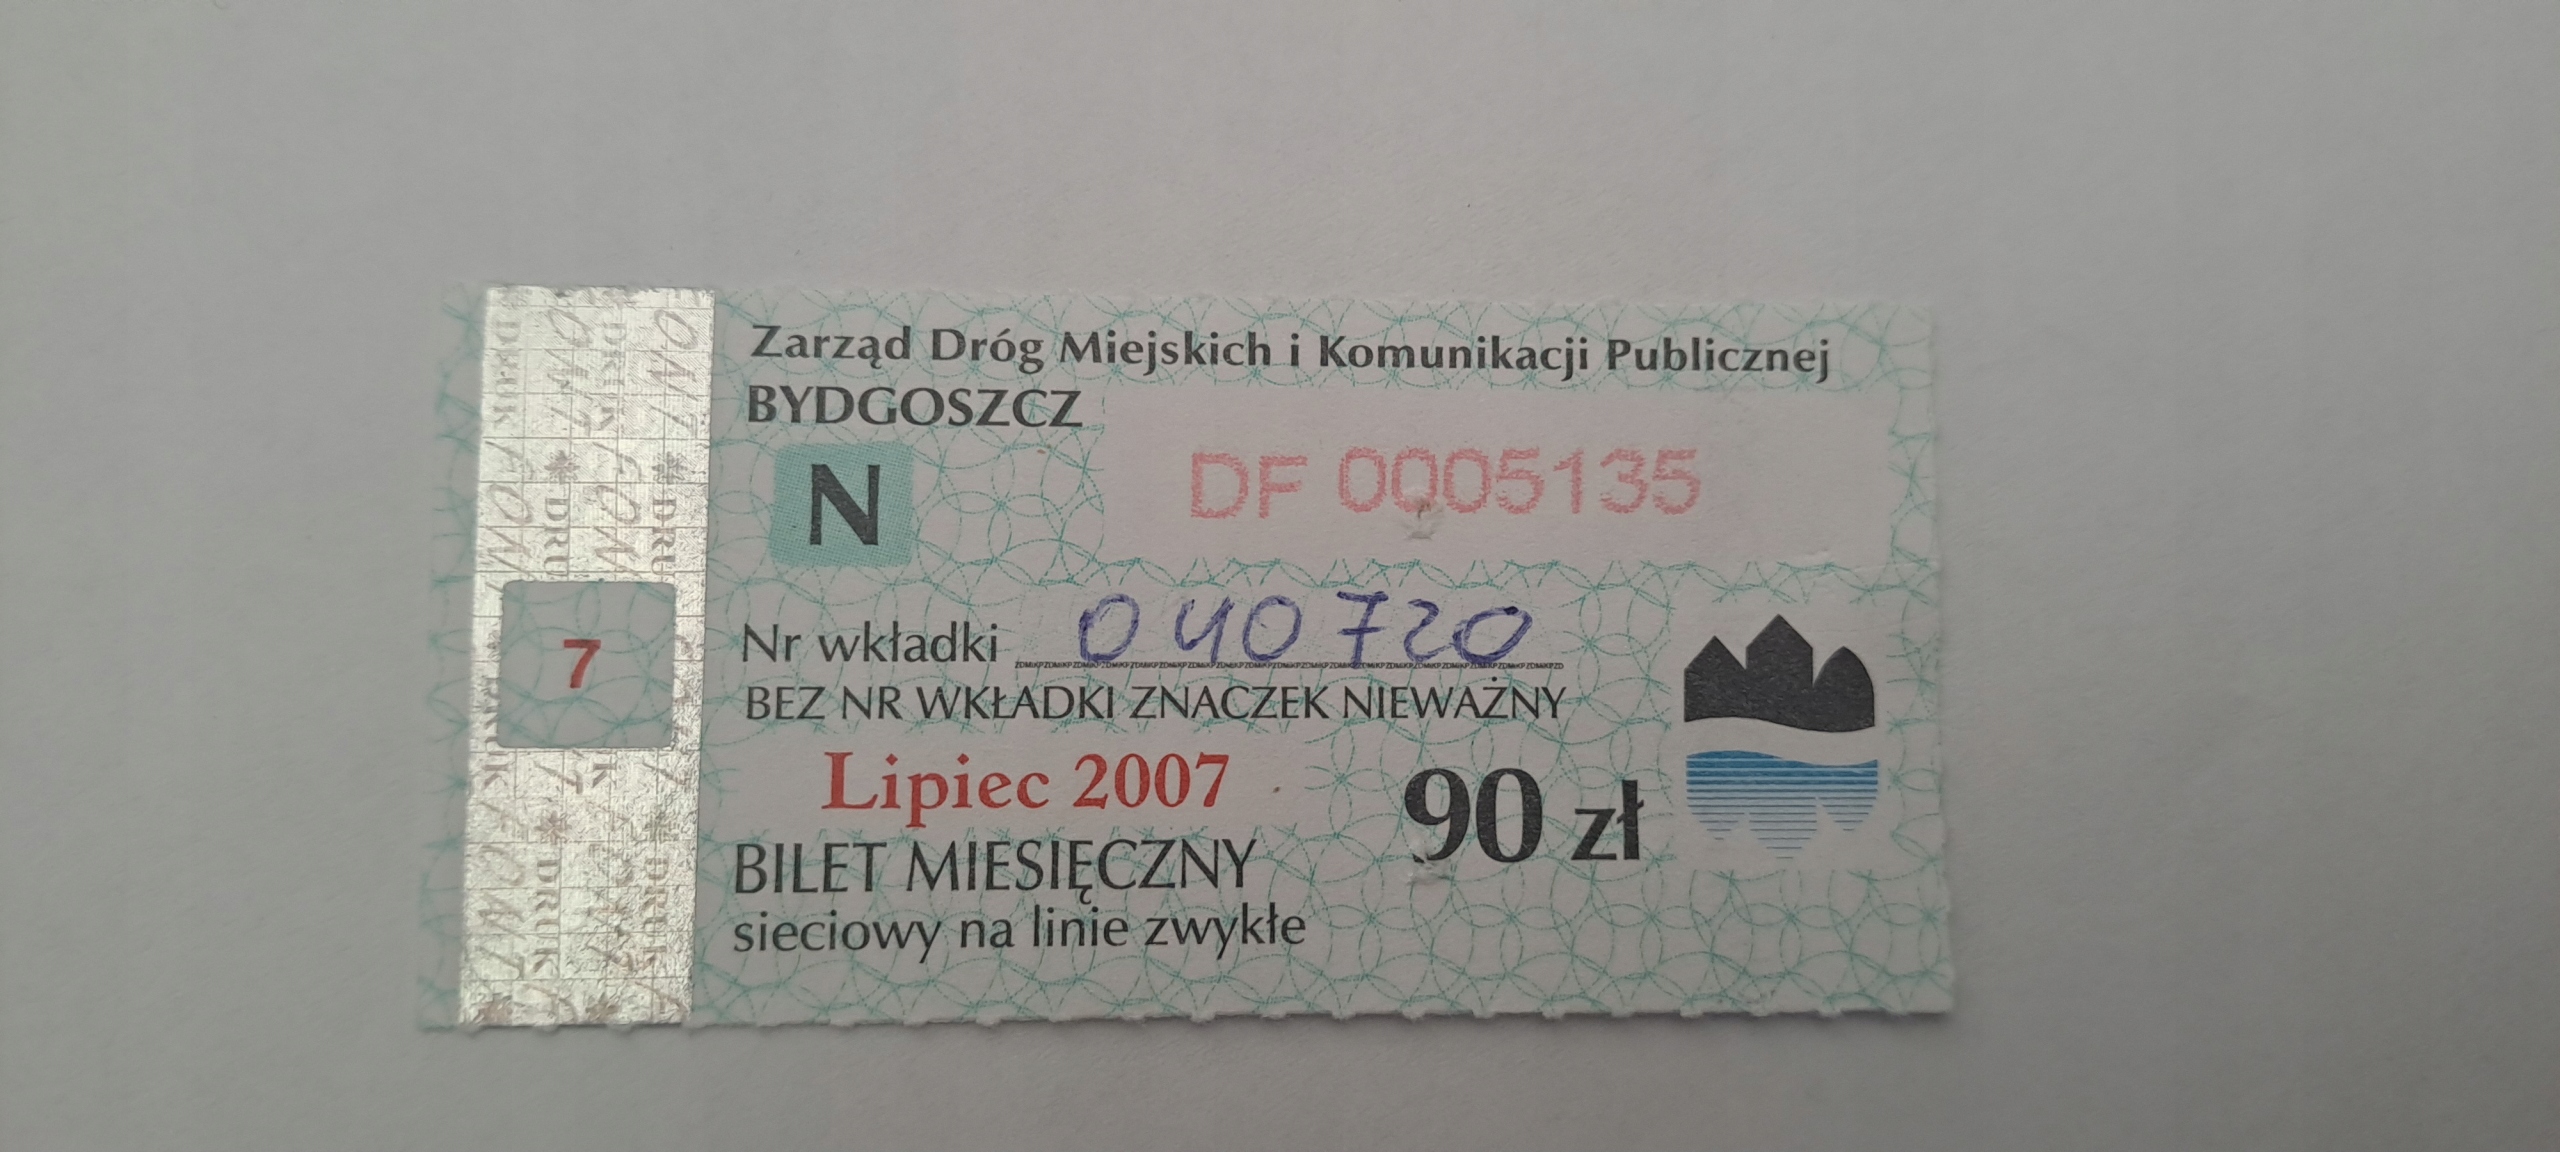 Zarząd Dróg Miejskich i Komunikacji Publicznej
BYDGOSZCZ
N
DF 0005135
7
Nr wkładki 040720
BEZ NR WKŁADKI ZNACZEK NIEWAŻNY
Lipiec 2007
90 zł
BILET MIESIĘCZNY
sieciowy na linie zwykłe